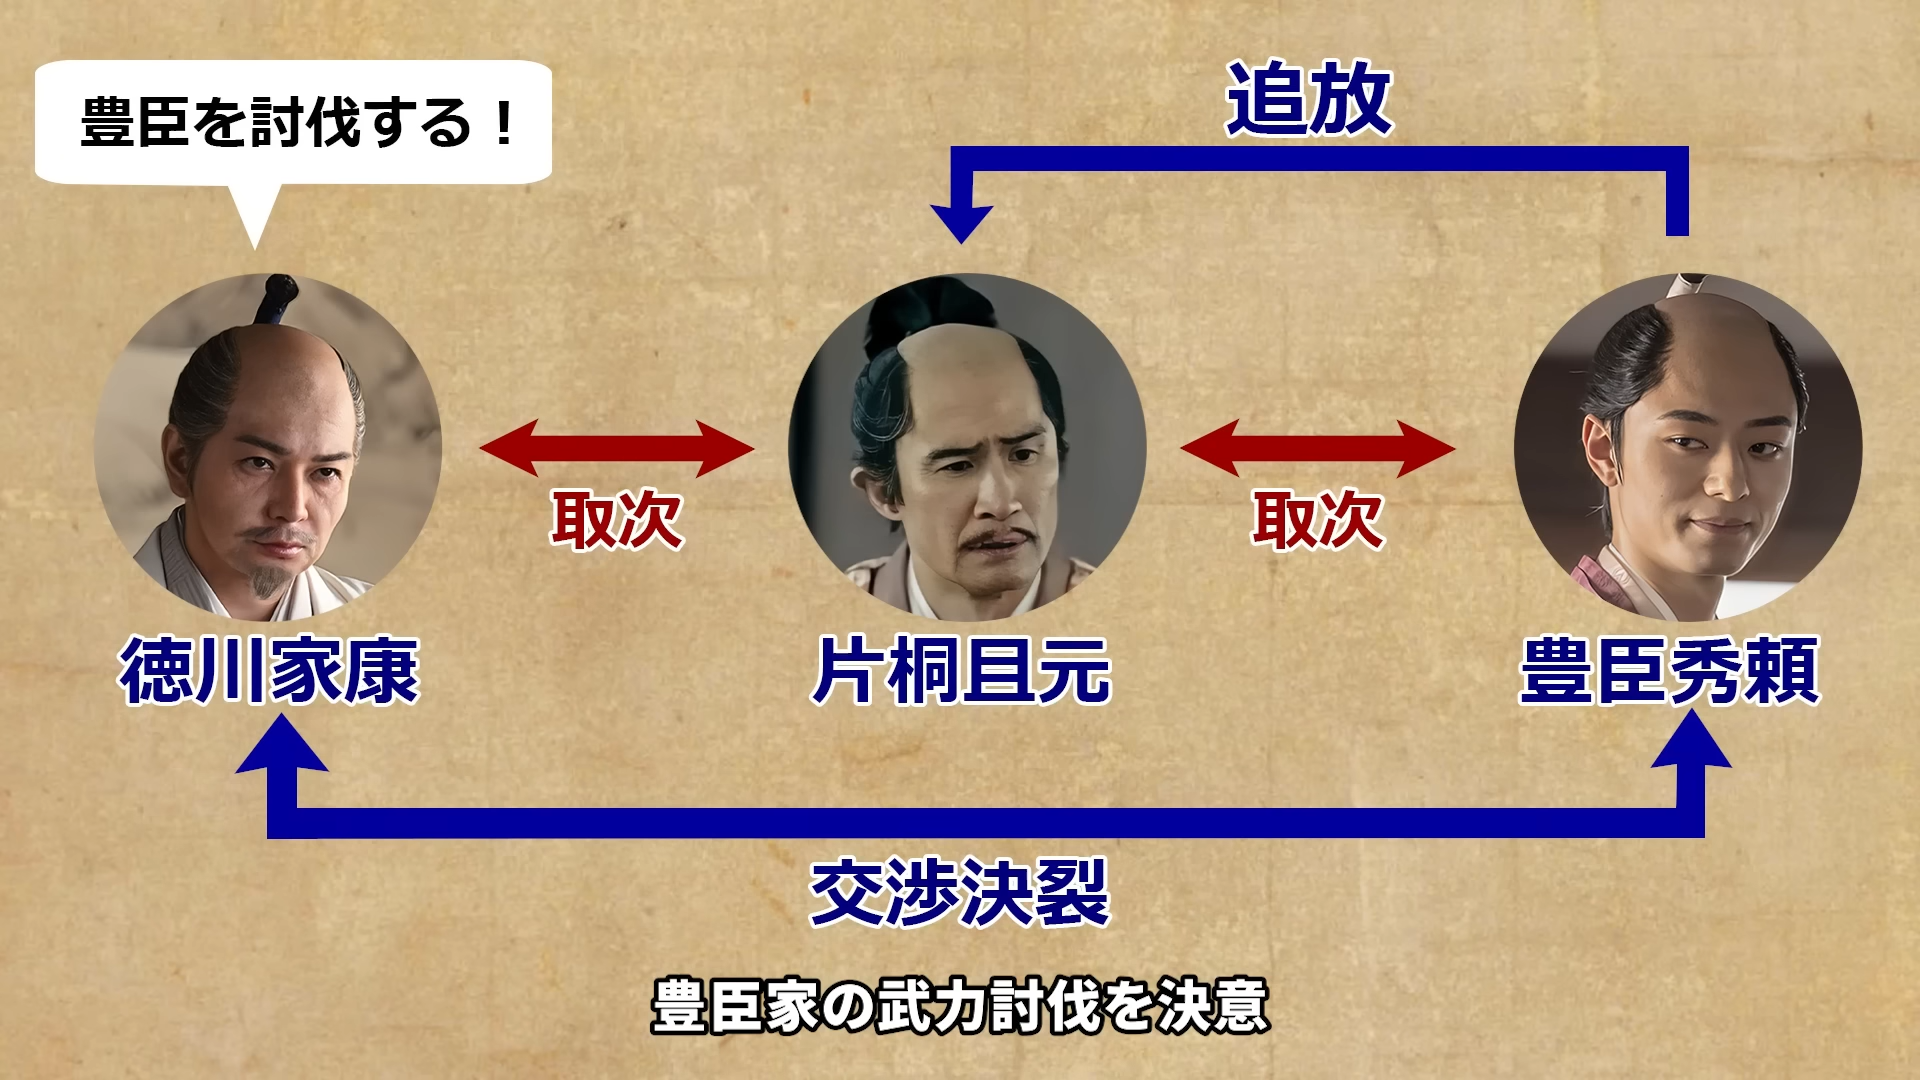 豊臣を討伐する！
追放
取次
取次
徳川家康
片桐且元
豊臣秀頼
交渉決裂
豊臣家の武力討伐を決意